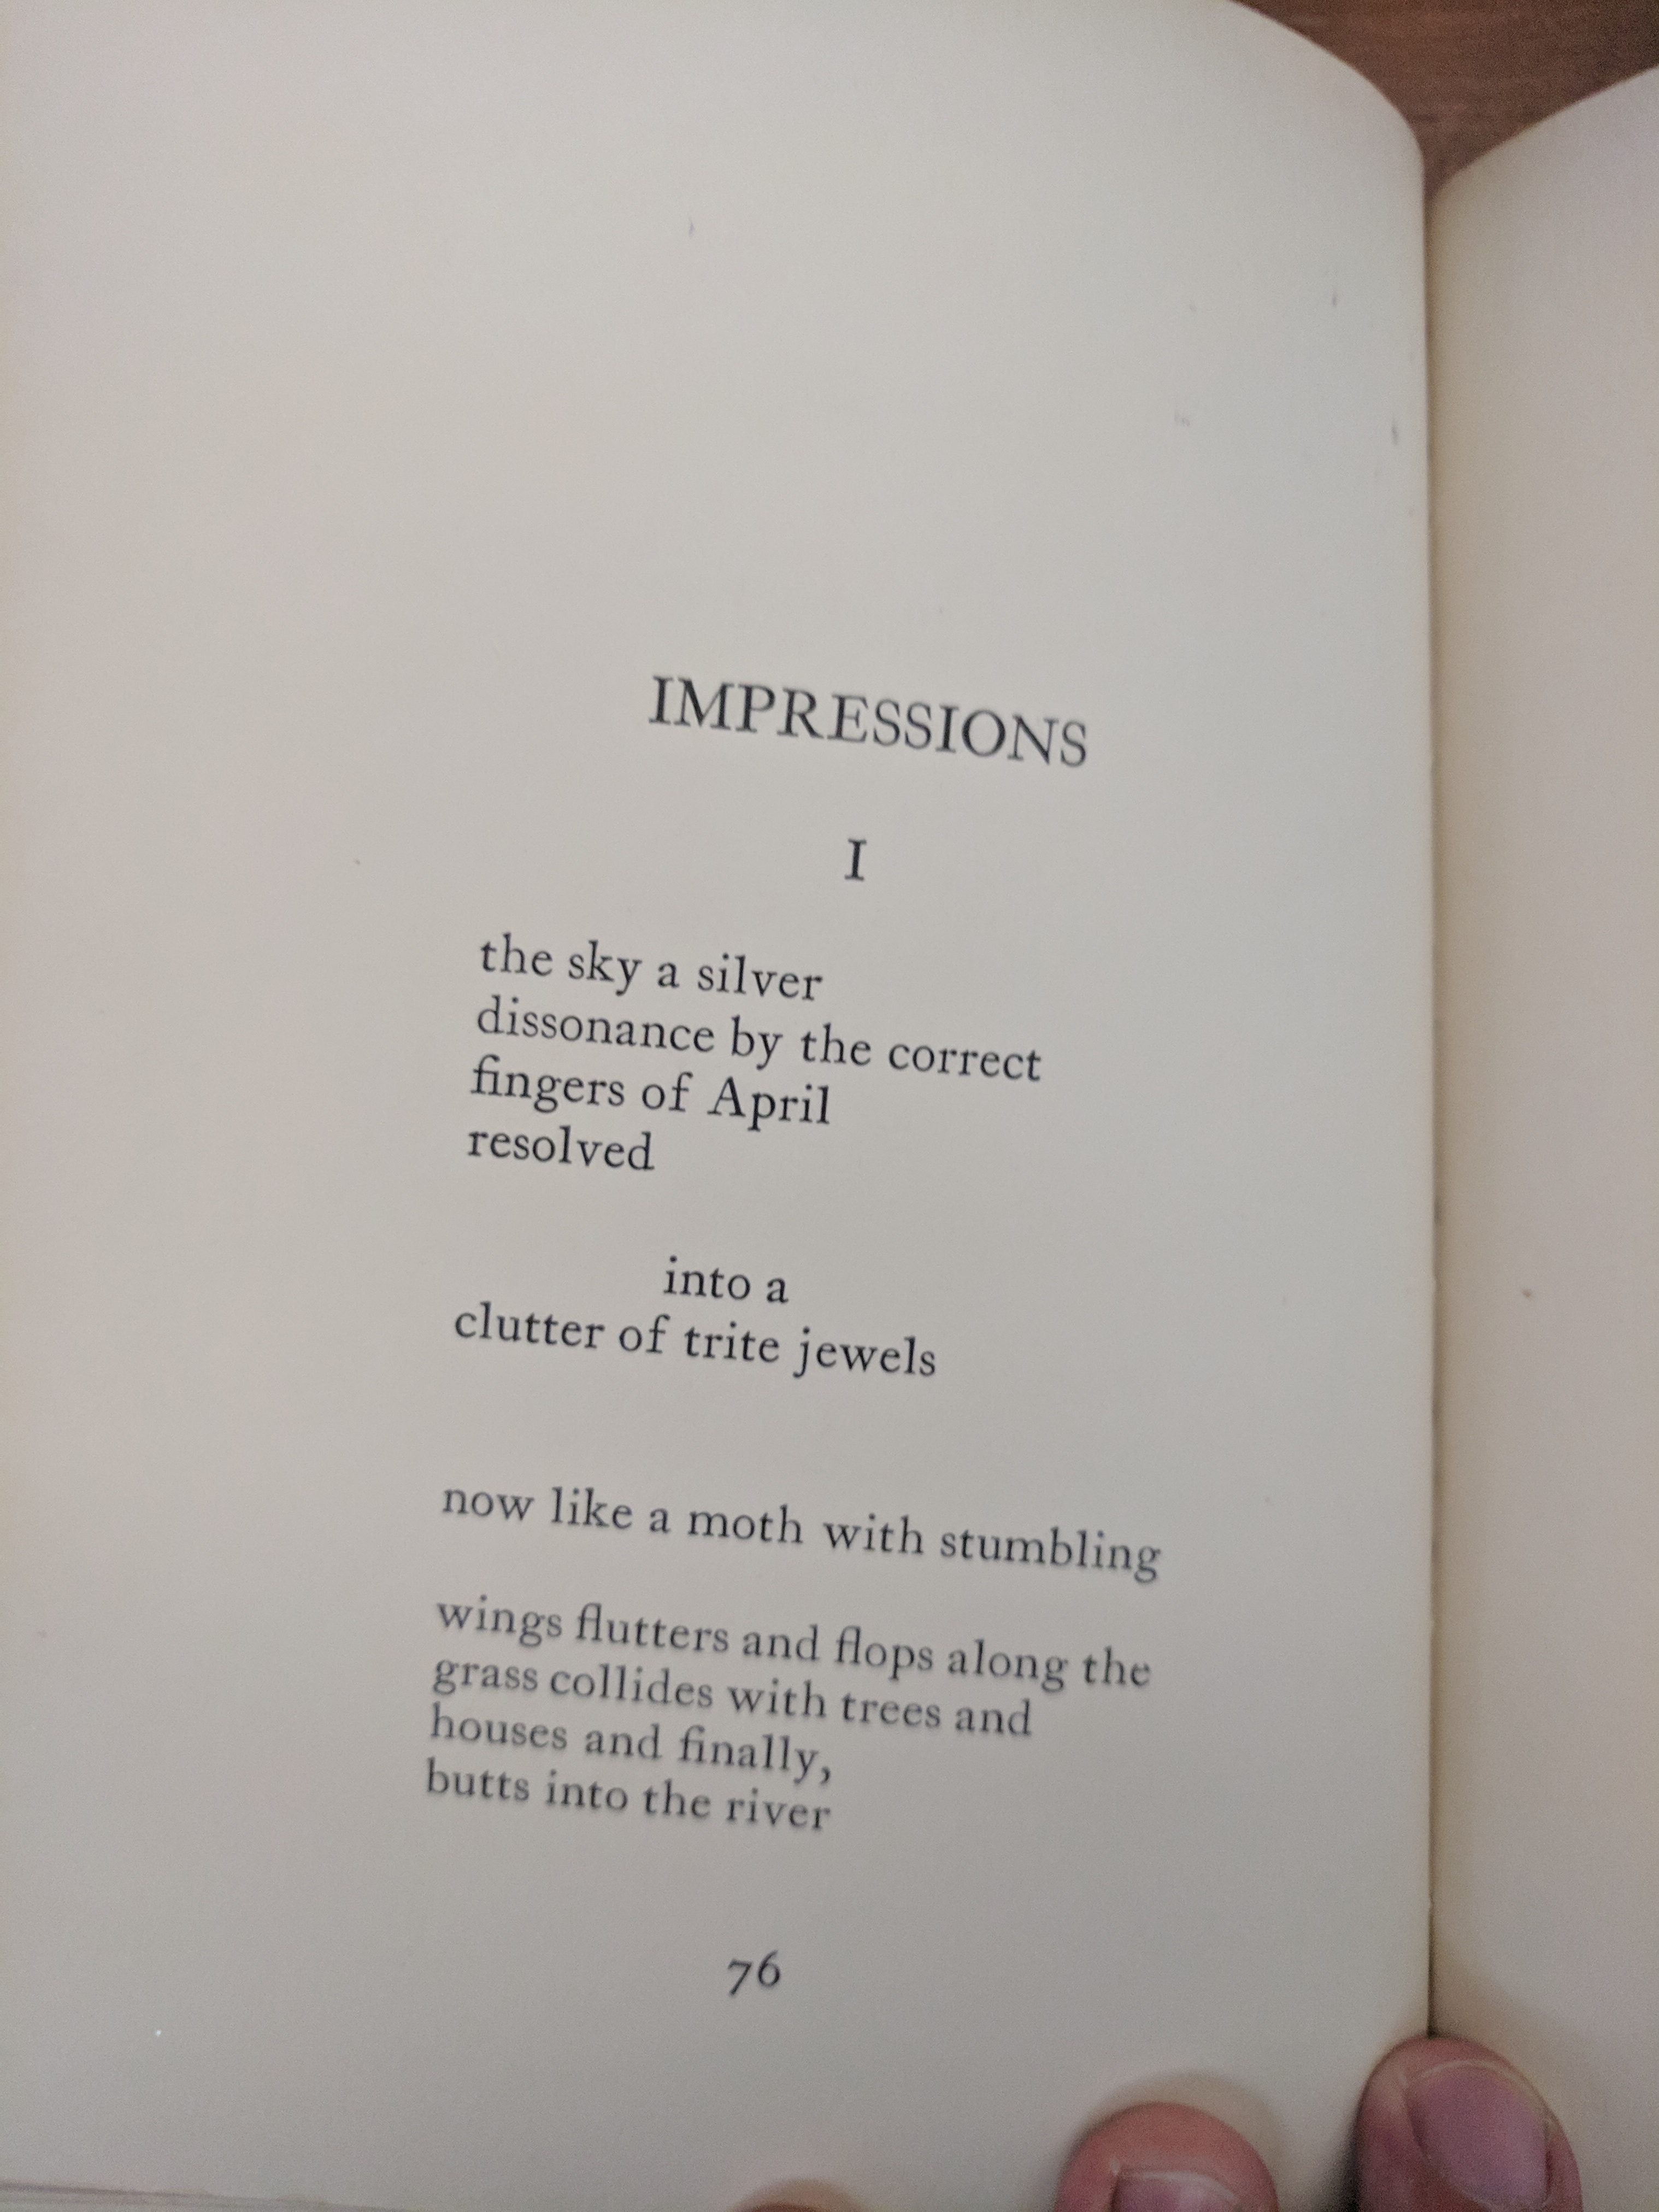 IMPRESSIONS
I
the sky a silver
dissonance by the correct
fingers of April
resolved
into a
clutter of trite jewels
now like a moth with stumbling
wings flutters and flops along the
grass collides with trees and
houses and finally,
butts into the river
76